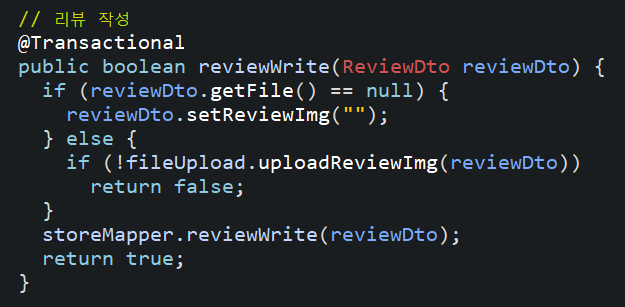 // 리뷰 작성
@Transactional
public boolean reviewWrite(ReviewDto reviewDto) {
  if (reviewDto.getFile() == null) {
    reviewDto.setReviewImg("");
  } else {
    if (!fileUpload.uploadReviewImg(reviewDto))
      return false;
  }
  storeMapper.reviewWrite(reviewDto);
  return true;
}